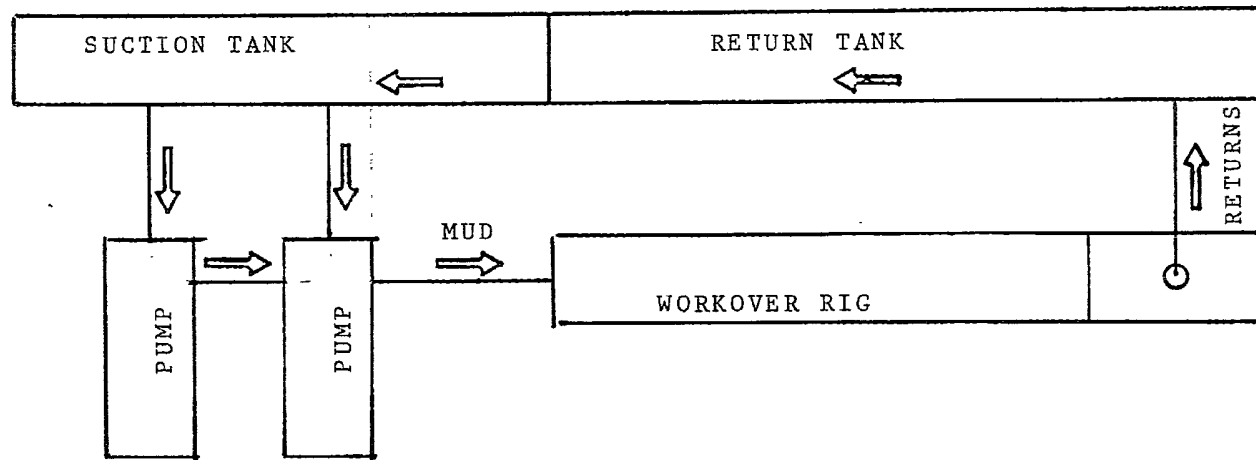 SUCTION TANK
RETURN TANK
RETURNS
MUD
PUMP
PUMP
WORKOVER RIG